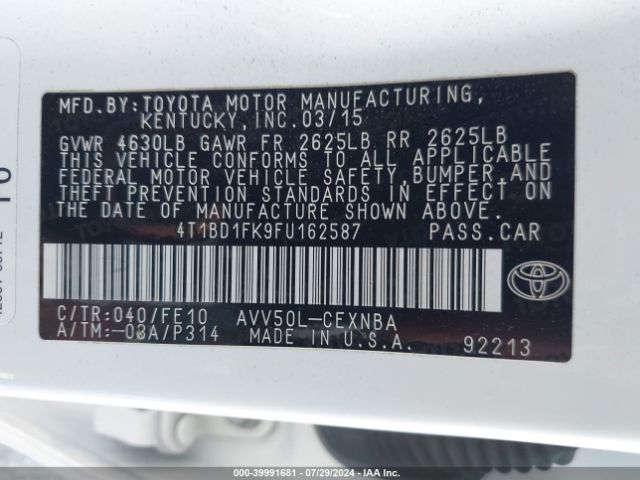 MFD.BY:TOYOTA MOTOR MANUFACTURING,
KENTUCKY,INC.03/15
GVWR 4630LB GAWR FR 2625LB RR 2625LB
THIS VEHICLE CONFORMS TO ALL APPLICABLE
FEDERAL MOTOR VEHICLE SAFETY,BUMPER,AND
THEFT PREVENTION STANDARDS IN EFFECT ON
THE DATE OF MANUFACTURE SHOWN ABOVE.
4T1BD1FK9FU162587 PASS.CAR
C/TR:040/FE10 AVV50L-CEXNBA
A/TM:-03A/P314 MADE IN U.S.A. 92213
000-39991681 / 07/29/2024 / IAA Inc.